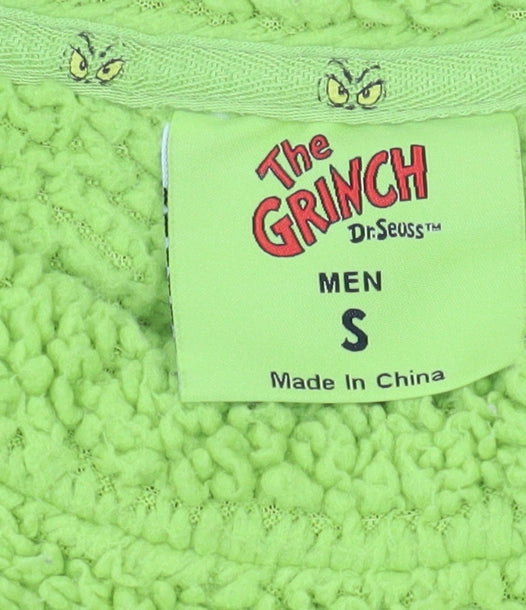 The
GRINCH
Dr. Seuss™
MEN
S
Made In China